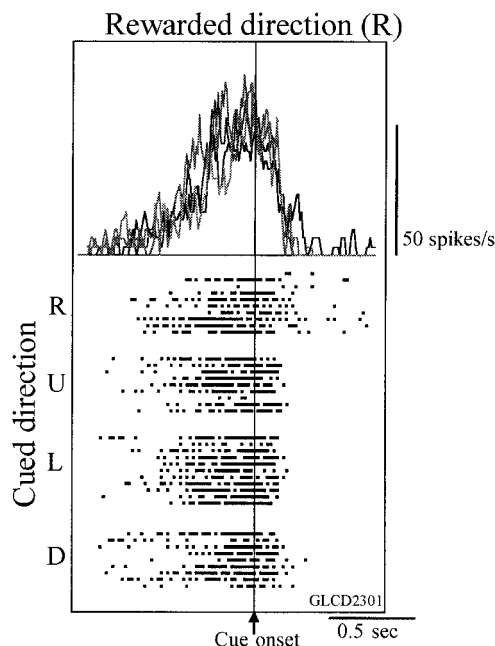 Rewarded direction (R)
50 spikes/s
Cued direction
R
U
L
D
GLCD2301
Cue onset
0.5 sec